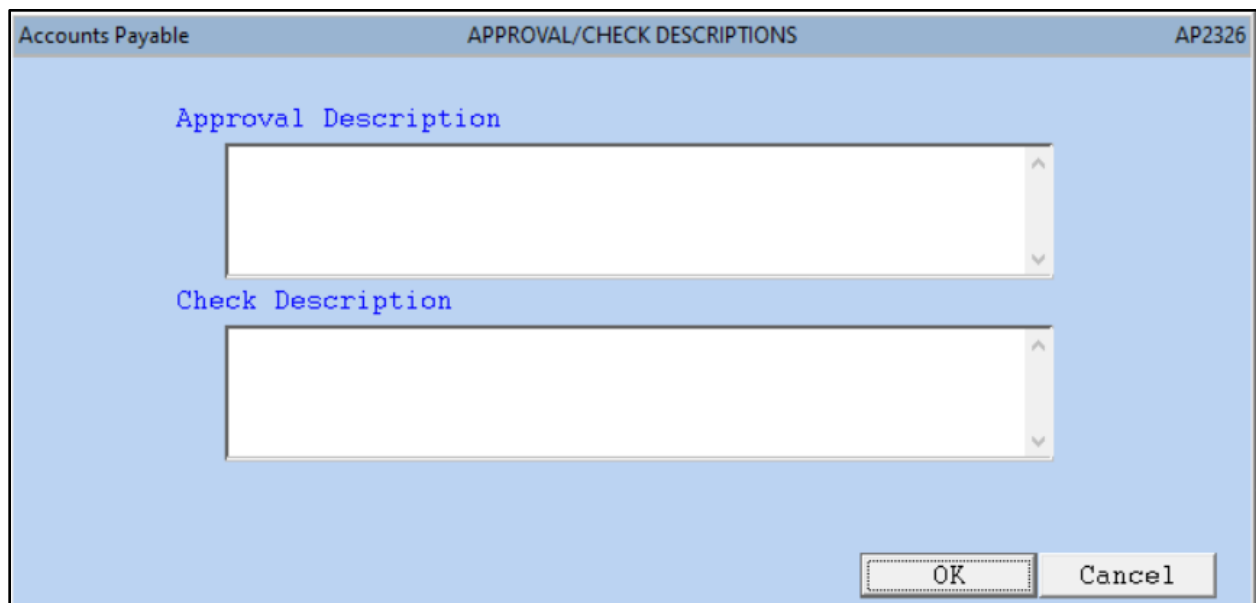 Accounts Payable APPROVAL/CHECK DESCRIPTIONS AP2326
Approval Description
Check Description
OK Cancel